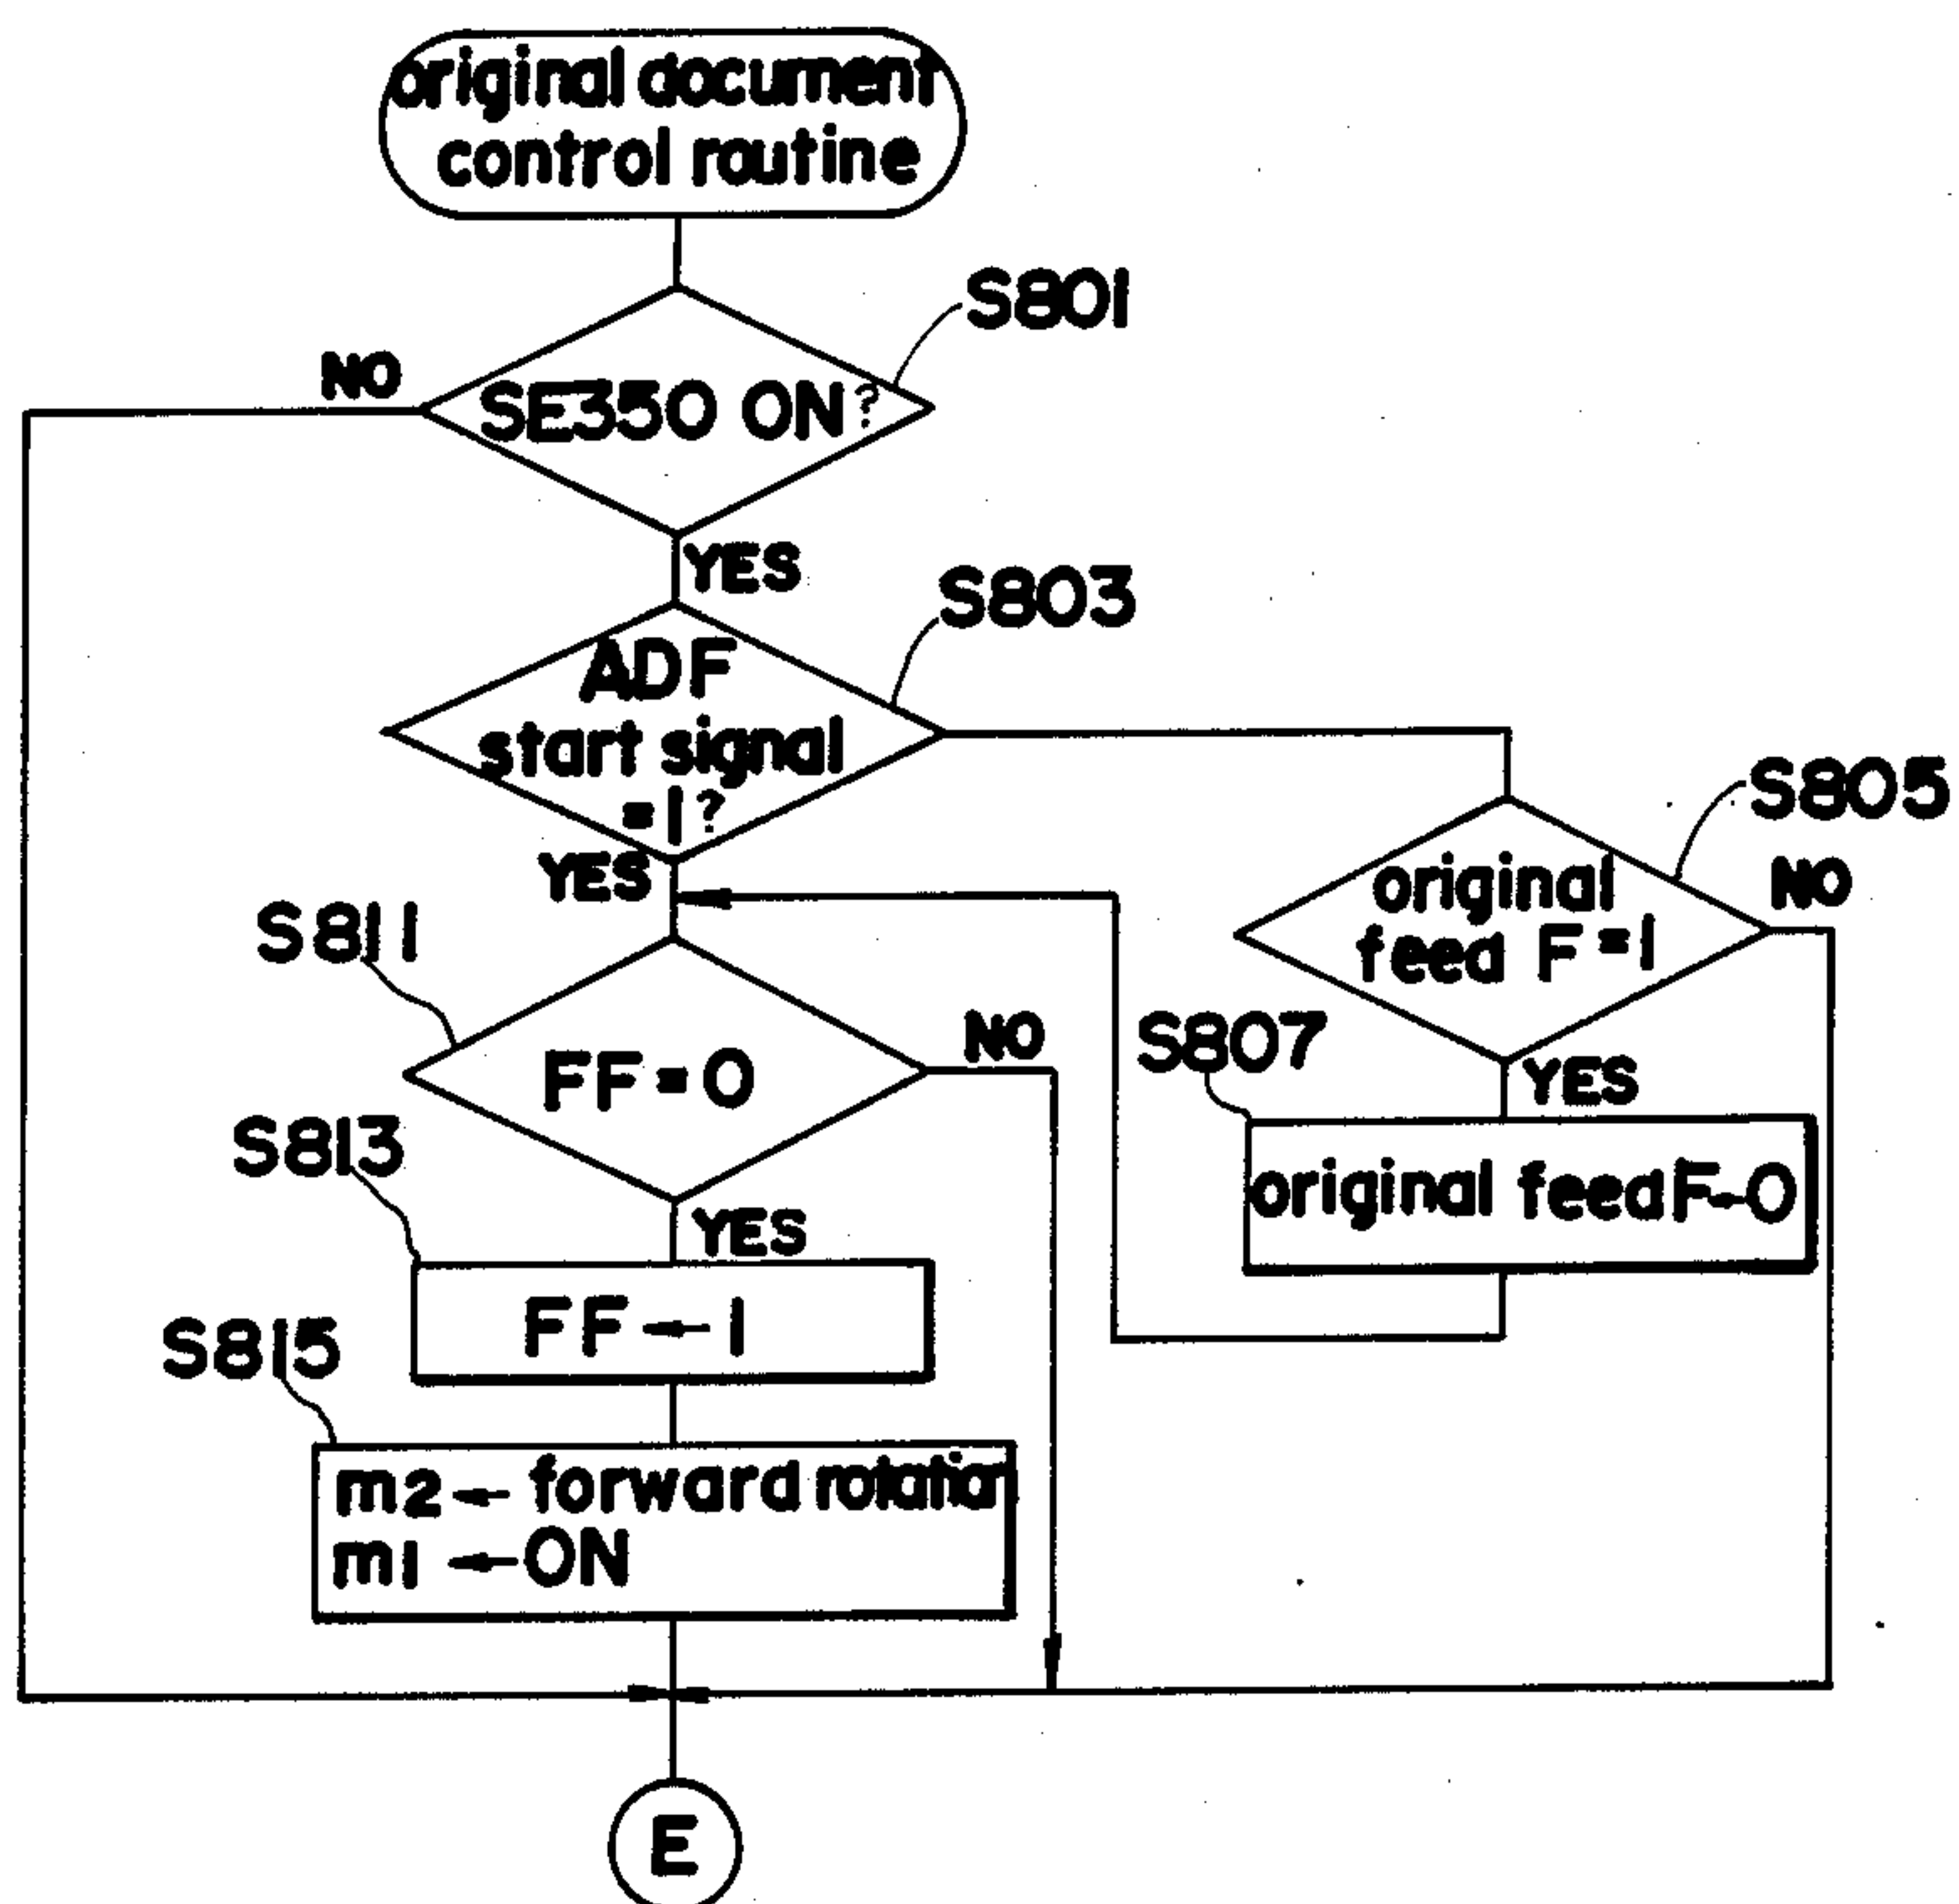 original document
control routine
S801
NO
SE350 ON?
YES
S803
ADF
start signal
=1?
YES
S805
original
feed F=1
NO
S811
FF=0
NO
S807
YES
original feed F←0
S813
YES
FF←1
S815
m2← forward rotation
m1 ←ON
E